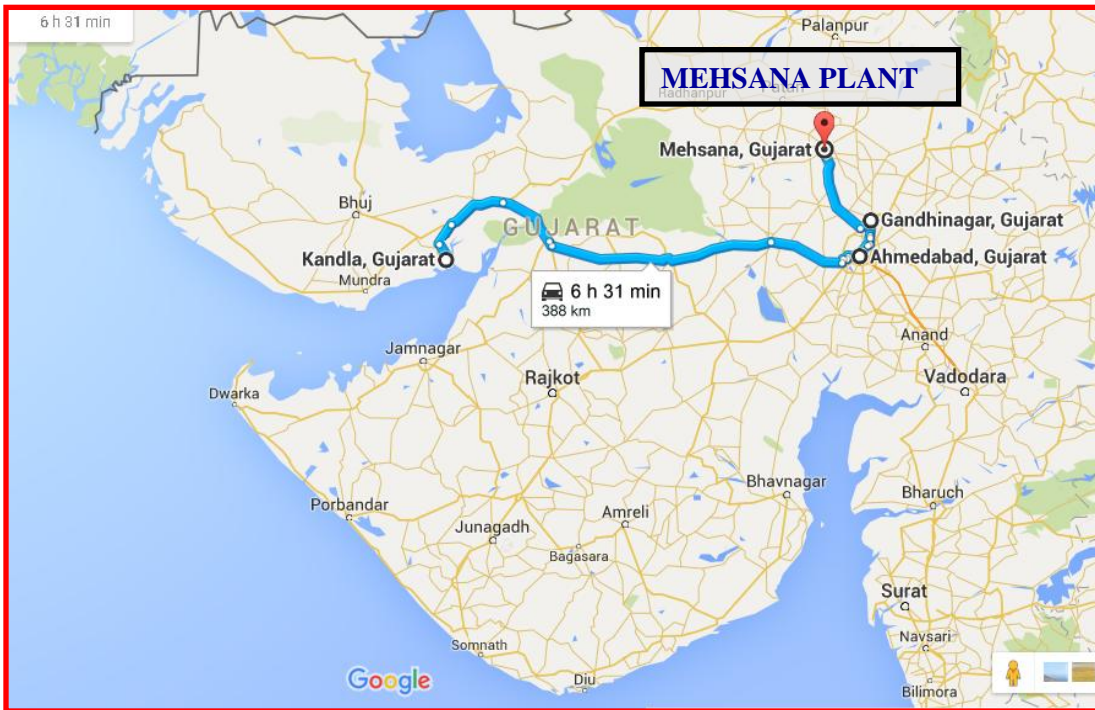 6 h 31 min
Palanpur
MEHSANA PLANT
Radhanpur
Mehsana, Gujarat
Bhuj
GUJARAT
Gandhinagar, Gujarat
Kandla, Gujarat
Ahmedabad, Gujarat
Mundra
6 h 31 min
388 km
Anand
Jamnagar
Rajkot
Vadodara
Dwarka
Bhavnagar
Bharuch
Porbandar
Amreli
Junagadh
Bagasara
Surat
Navsari
Somnath
Google
Diu
Bilimora